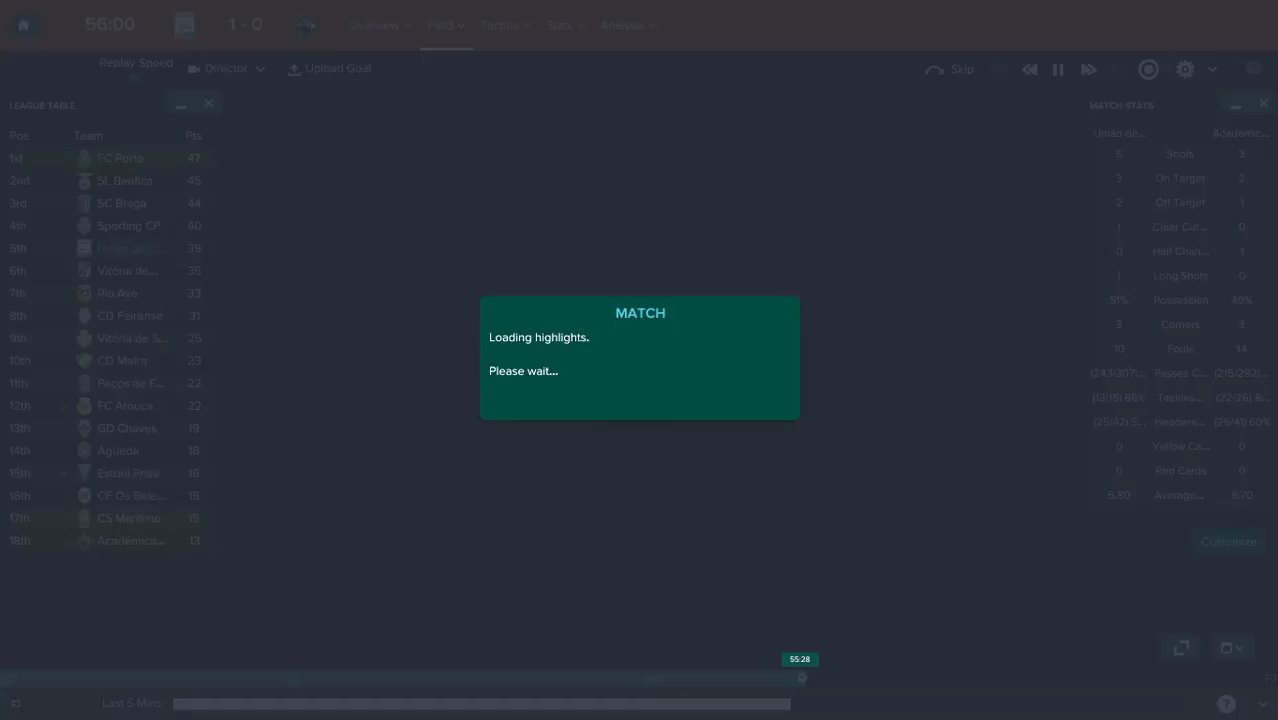 56:00
1 - 0
Overview
Field
Tactics
Stats
Analysis
Replay Speed
Director
Upload Goal
Skip
LEAGUE TABLE
Pos Team Pts
1st FC Porto 47
2nd SL Benfica 45
3rd SC Braga 44
4th Sporting CP 40
5th União de L... 39
6th Vitória de... 35
7th Rio Ave 33
8th CD Feirense 31
9th Vitória de S... 25
10th CD Mafra 23
11th Paços de F... 22
12th FC Arouca 22
13th GD Chaves 19
14th Águeda 18
15th Estoril Praia 16
16th CF Os Bele... 15
17th CS Marítimo 15
18th Académica... 13
MATCH
Loading highlights.
Please wait...
MATCH STATS
União de... Académic...
6 Shots 3
3 On Target 2
2 Off Target 1
1 Clear Cut... 0
0 Half Chan... 1
1 Long Shots 0
51% Possession 49%
3 Corners 3
10 Fouls 14
(243/307)... Passes C... (215/292)...
(13/15) 86% Tackles... (22/26) 8...
(25/42) 5... Headers... (25/41) 60%
0 Yellow Ca... 0
0 Red Cards 0
6.80 Average... 6.70
Customize
55:28
Last 5 Mins
?